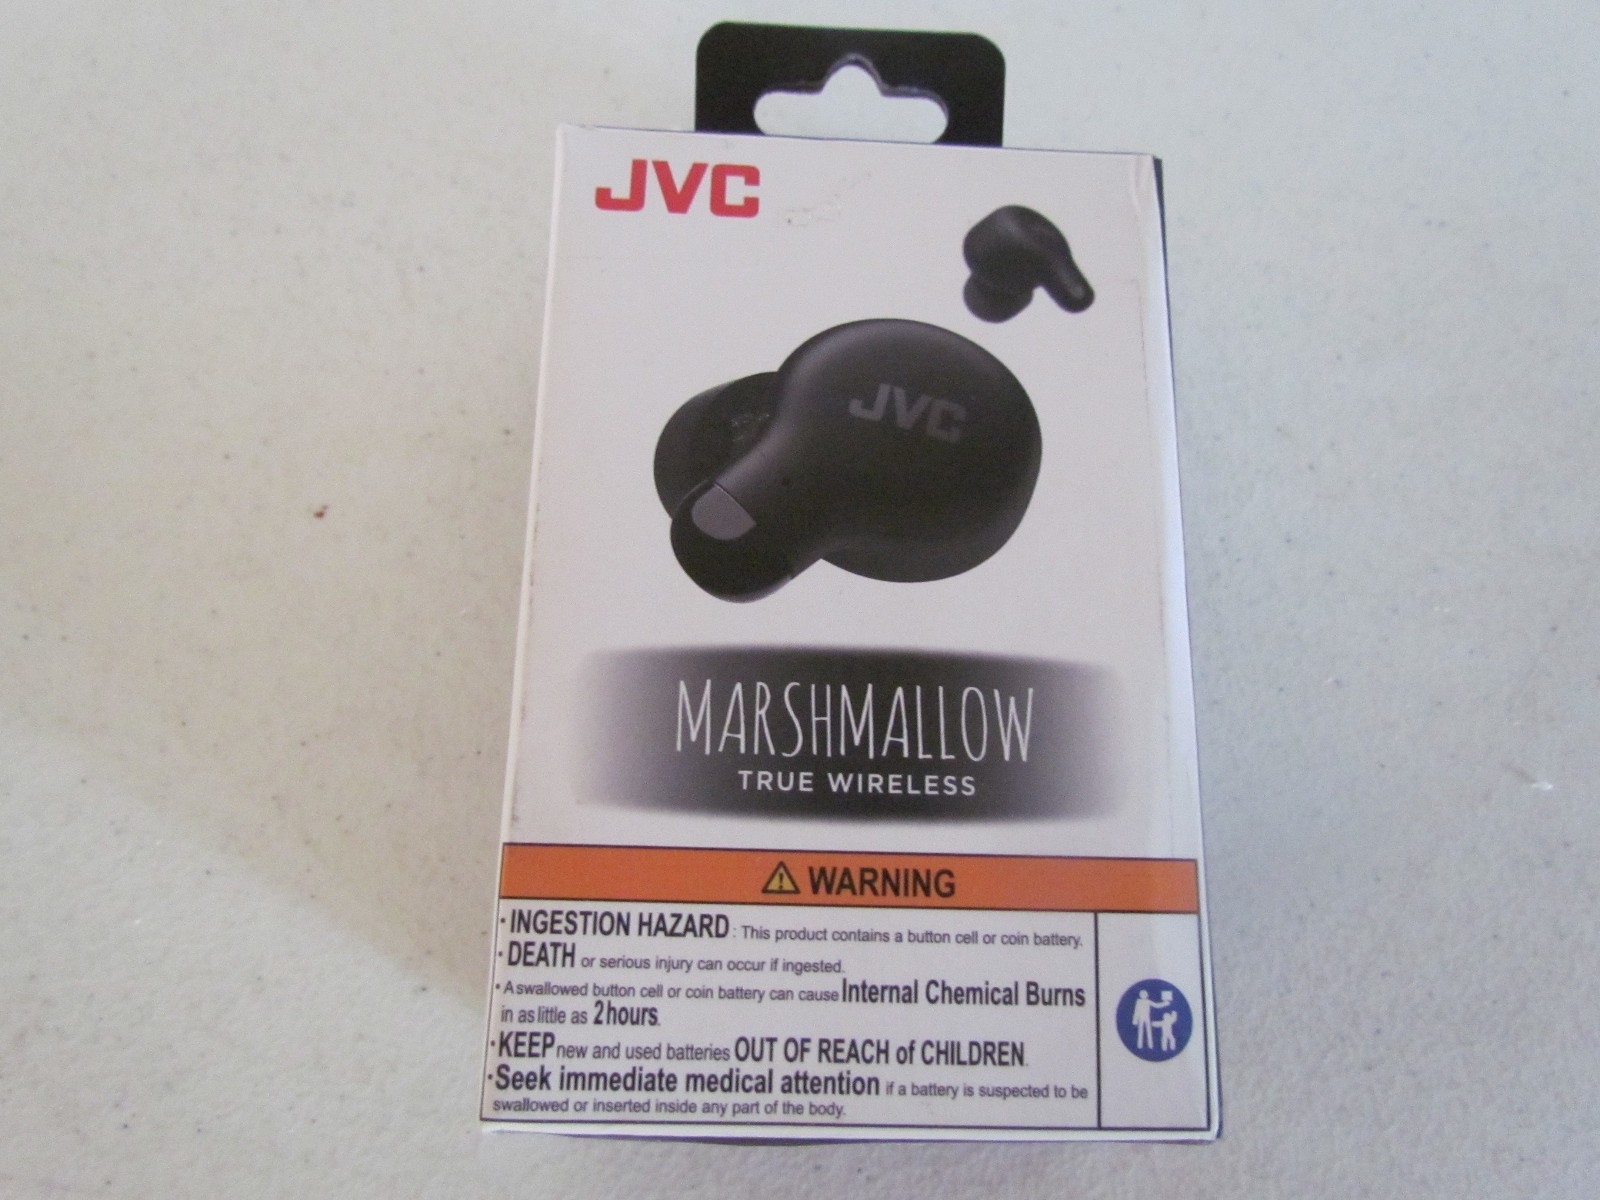 JVC
JVC
MARSHMALLOW
TRUE WIRELESS
⚠ WARNING
· INGESTION HAZARD : This product contains a button cell or coin battery.
· DEATH or serious injury can occur if ingested.
· A swallowed button cell or coin battery can cause Internal Chemical Burns
in as little as 2 hours.
· KEEP new and used batteries OUT OF REACH of CHILDREN.
· Seek immediate medical attention if a battery is suspected to be
swallowed or inserted inside any part of the body.